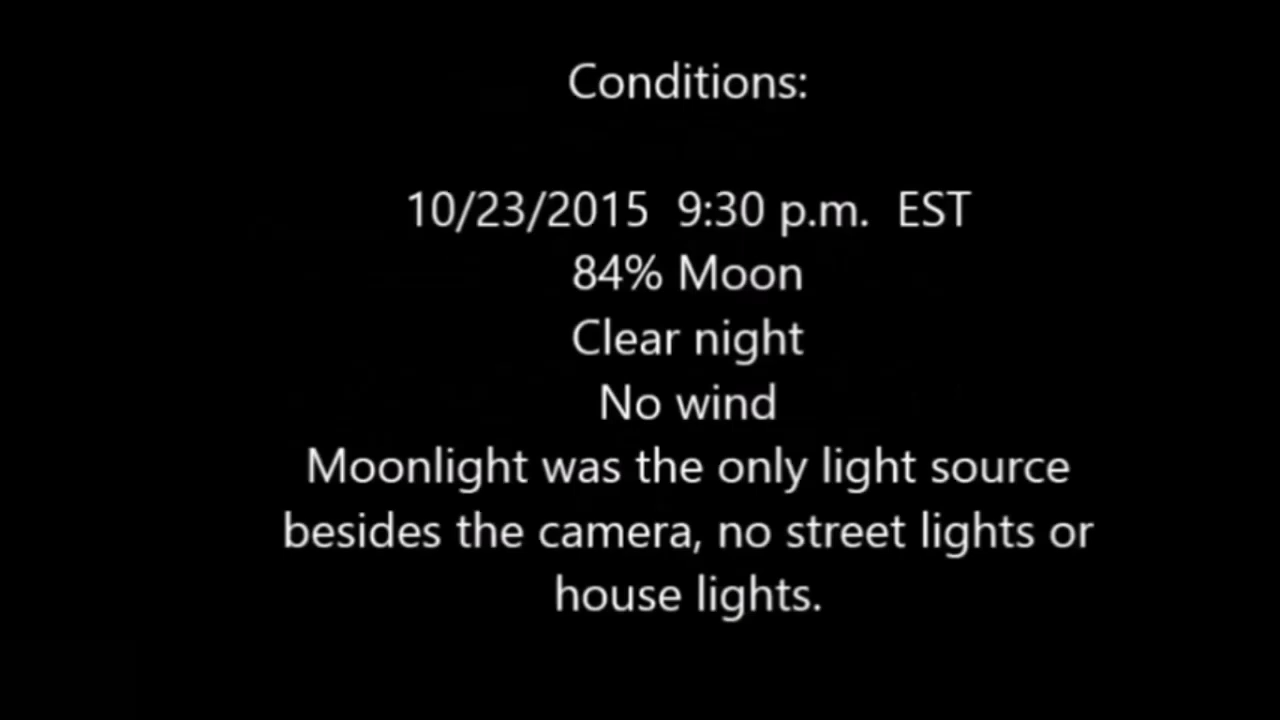 Conditions:
10/23/2015 9:30 p.m. EST
84% Moon
Clear night
No wind
Moonlight was the only light source
besides the camera, no street lights or
house lights.